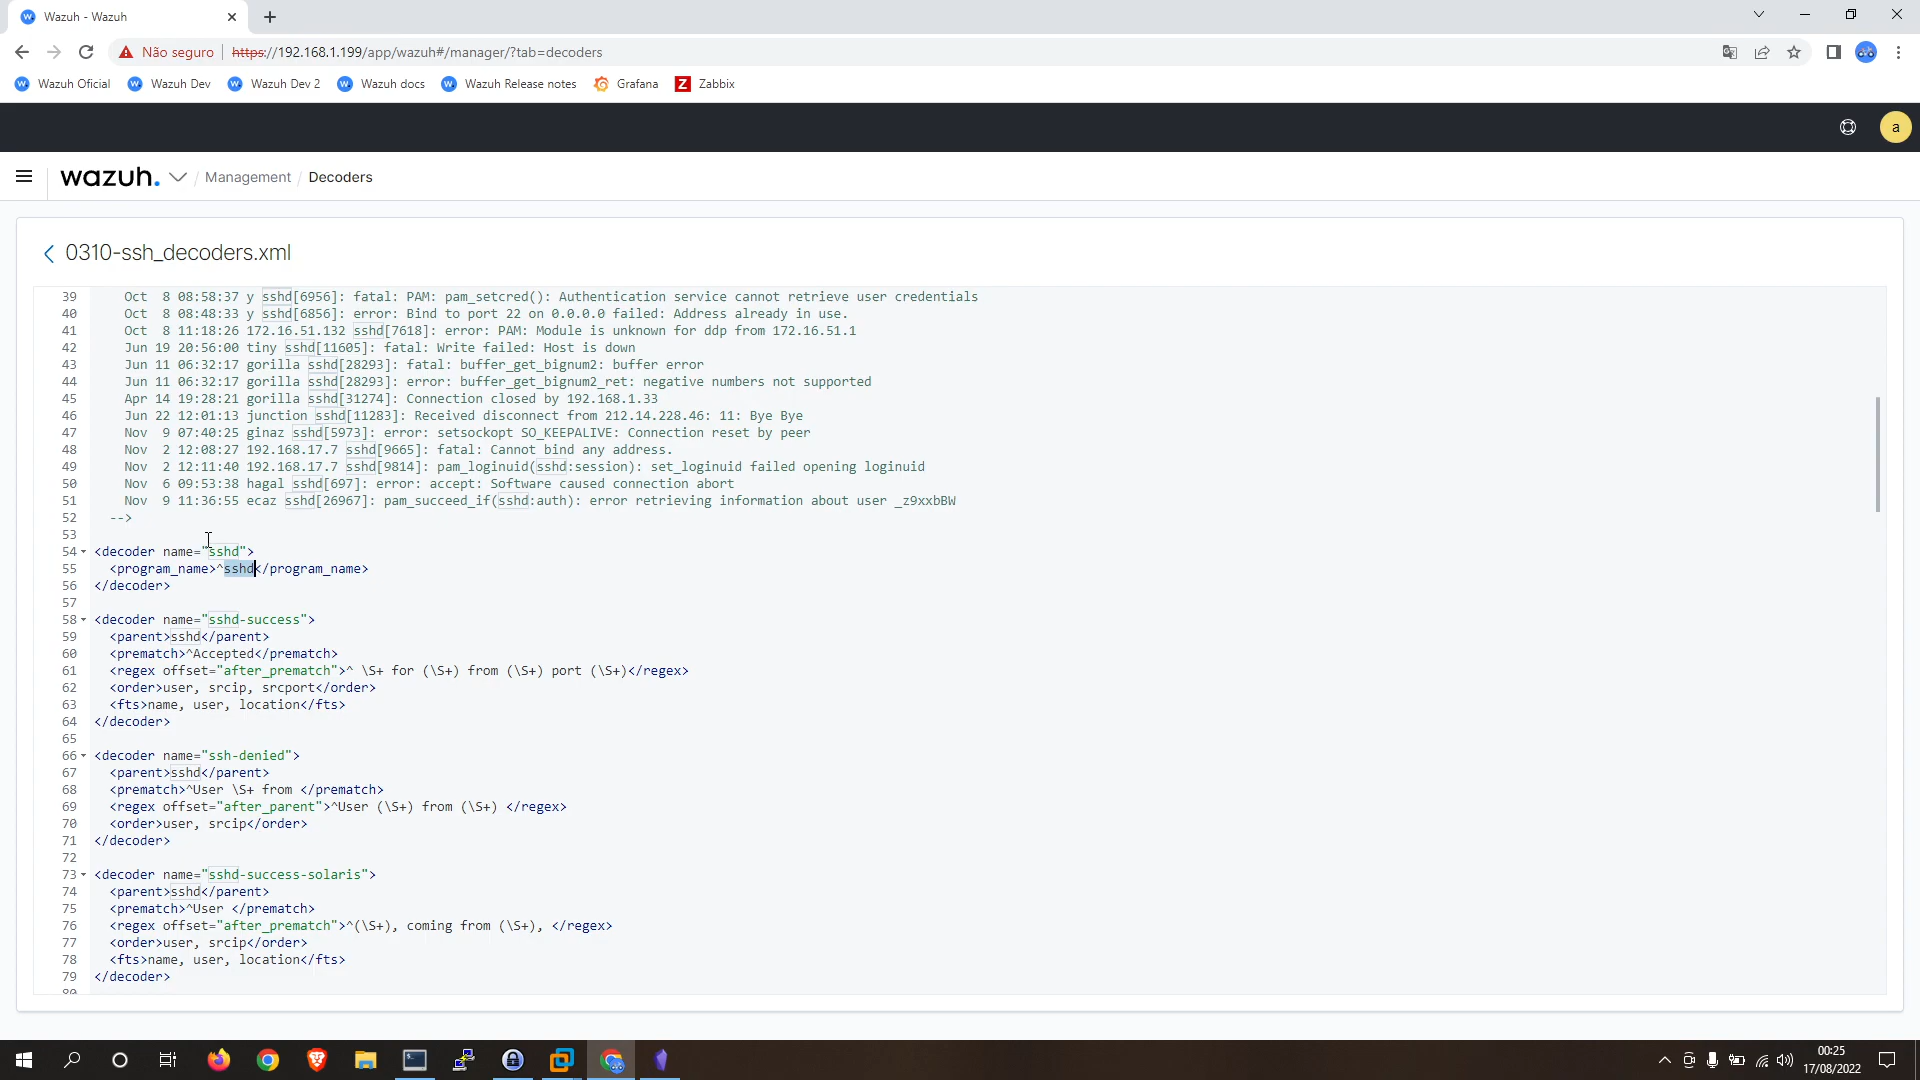 Wazuh - Wazuh
Não seguro https://192.168.1.199/app/wazuh#/manager/?tab=decoders
Wazuh Oficial Wazuh Dev Wazuh Dev 2 Wazuh docs Wazuh Release notes Grafana Zabbix
a
wazuh. / Management / Decoders
0310-ssh_decoders.xml
39 Oct  8 08:58:37 y sshd[6956]: fatal: PAM: pam_setcred(): Authentication service cannot retrieve user credentials
40 Oct  8 08:48:33 y sshd[6856]: error: Bind to port 22 on 0.0.0.0 failed: Address already in use.
41 Oct  8 11:18:26 172.16.51.132 sshd[7618]: error: PAM: Module is unknown for ddp from 172.16.51.1
42 Jun 19 20:56:00 tiny sshd[11605]: fatal: Write failed: Host is down
43 Jun 11 06:32:17 gorilla sshd[28293]: fatal: buffer_get_bignum2: buffer error
44 Jun 11 06:32:17 gorilla sshd[28293]: error: buffer_get_bignum2_ret: negative numbers not supported
45 Apr 14 19:28:21 gorilla sshd[31274]: Connection closed by 192.168.1.33
46 Jun 22 12:01:13 junction sshd[11283]: Received disconnect from 212.14.228.46: 11: Bye Bye
47 Nov  9 07:40:25 ginaz sshd[5973]: error: setsockopt SO_KEEPALIVE: Connection reset by peer
48 Nov  2 12:08:27 192.168.17.7 sshd[9665]: fatal: Cannot bind any address.
49 Nov  2 12:11:40 192.168.17.7 sshd[9814]: pam_loginuid(sshd:session): set_loginuid failed opening loginuid
50 Nov  6 09:53:38 hagal sshd[697]: error: accept: Software caused connection abort
51 Nov  9 11:36:55 ecaz sshd[26967]: pam_succeed_if(sshd:auth): error retrieving information about user _z9xxbBW
52 -->
53
54 <decoder name="sshd">
55 <program_name>^sshd</program_name>
56 </decoder>
57
58 <decoder name="sshd-success">
59 <parent>sshd</parent>
60 <prematch>^Accepted</prematch>
61 <regex offset="after_prematch">^ \S+ for (\S+) from (\S+) port (\S+)</regex>
62 <order>user, srcip, srcport</order>
63 <fts>name, user, location</fts>
64 </decoder>
65
66 <decoder name="ssh-denied">
67 <parent>sshd</parent>
68 <prematch>^User \S+ from </prematch>
69 <regex offset="after_parent">^User (\S+) from (\S+) </regex>
70 <order>user, srcip</order>
71 </decoder>
72
73 <decoder name="sshd-success-solaris">
74 <parent>sshd</parent>
75 <prematch>^User </prematch>
76 <regex offset="after_prematch">^(\S+), coming from (\S+), </regex>
77 <order>user, srcip</order>
78 <fts>name, user, location</fts>
79 </decoder>
80
00:25
17/08/2022